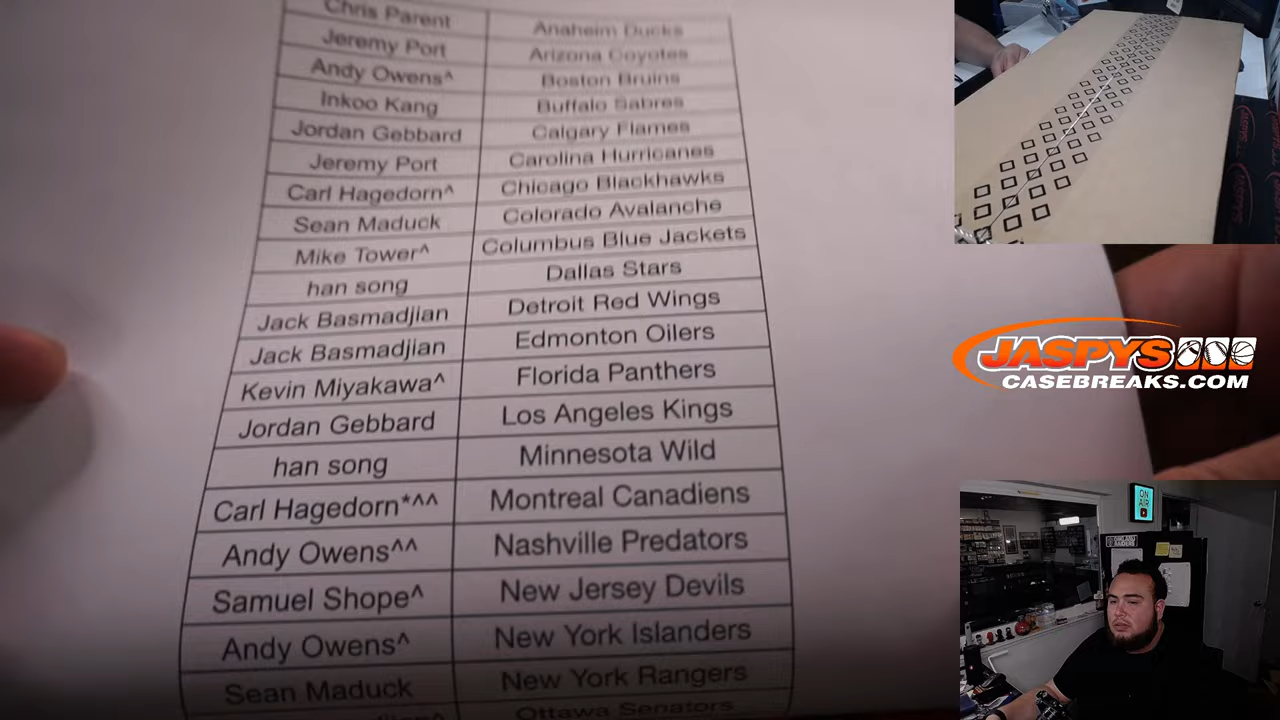 Chris Parent Anaheim Ducks
Jeremy Port Arizona Coyotes
Andy Owens^ Boston Bruins
Inkoo Kang Buffalo Sabres
Jordan Gebbard Calgary Flames
Jeremy Port Carolina Hurricanes
Carl Hagedorn^ Chicago Blackhawks
Sean Maduck Colorado Avalanche
Mike Tower^ Columbus Blue Jackets
han song Dallas Stars
Jack Basmadjian Detroit Red Wings
Jack Basmadjian Edmonton Oilers
Kevin Miyakawa^ Florida Panthers
Jordan Gebbard Los Angeles Kings
han song Minnesota Wild
Carl Hagedorn*^^ Montreal Canadiens
Andy Owens^^ Nashville Predators
Samuel Shope^ New Jersey Devils
Andy Owens^ New York Islanders
Sean Maduck New York Rangers
Ottawa Senators
JASPYS
CASEBREAKS.COM
JASPYS
ON
AIR